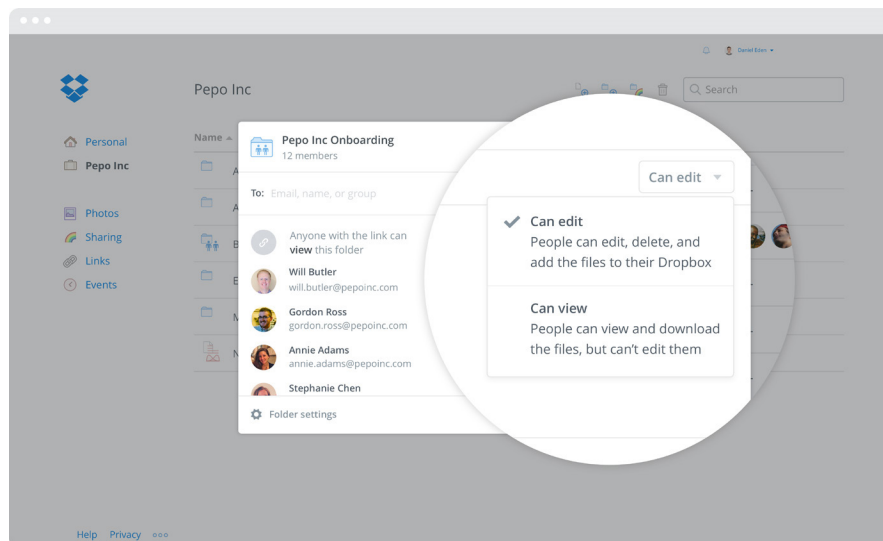 Daniel Eden
Pepo Inc
Search
Personal
Pepo Inc
Photos
Sharing
Links
Events
Name
A
A
B
E
M
N
Pepo Inc Onboarding
12 members
To: Email, name, or group
Anyone with the link can
view this folder
Will Butler
will.butler@pepoinc.com
Gordon Ross
gordon.ross@pepoinc.com
Annie Adams
annie.adams@pepoinc.com
Stephanie Chen
Folder settings
Can edit
Can edit
People can edit, delete, and
add the files to their Dropbox
Can view
People can view and download
the files, but can't edit them
Help Privacy